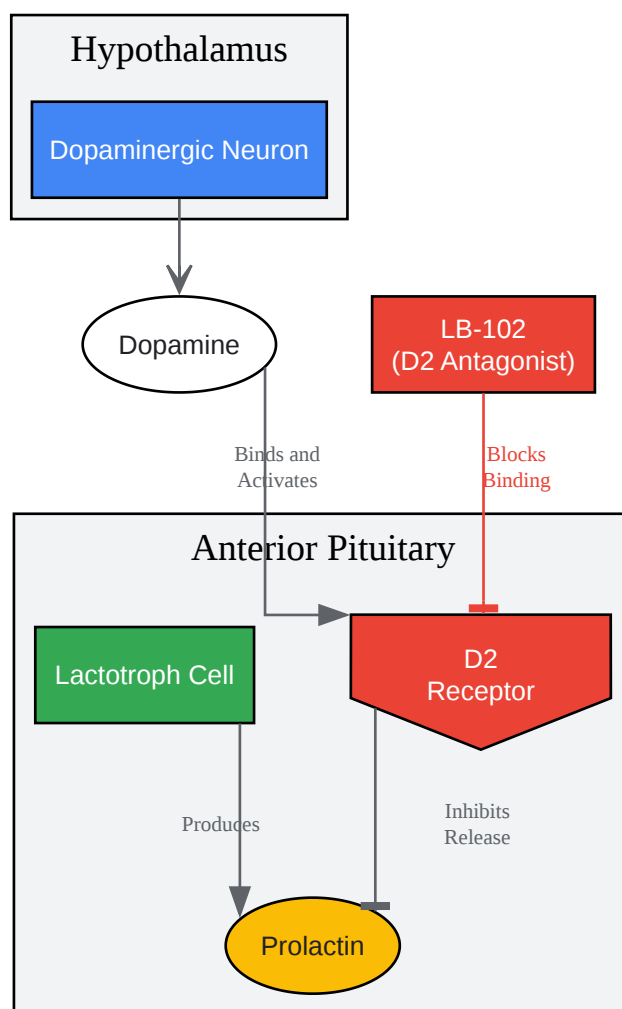 Hypothalamus
Dopaminergic Neuron
Dopamine
LB-102
(D2 Antagonist)
Binds and
Activates
Blocks
Binding
Anterior Pituitary
Lactotroph Cell
D2
Receptor
Produces
Inhibits
Release
Prolactin